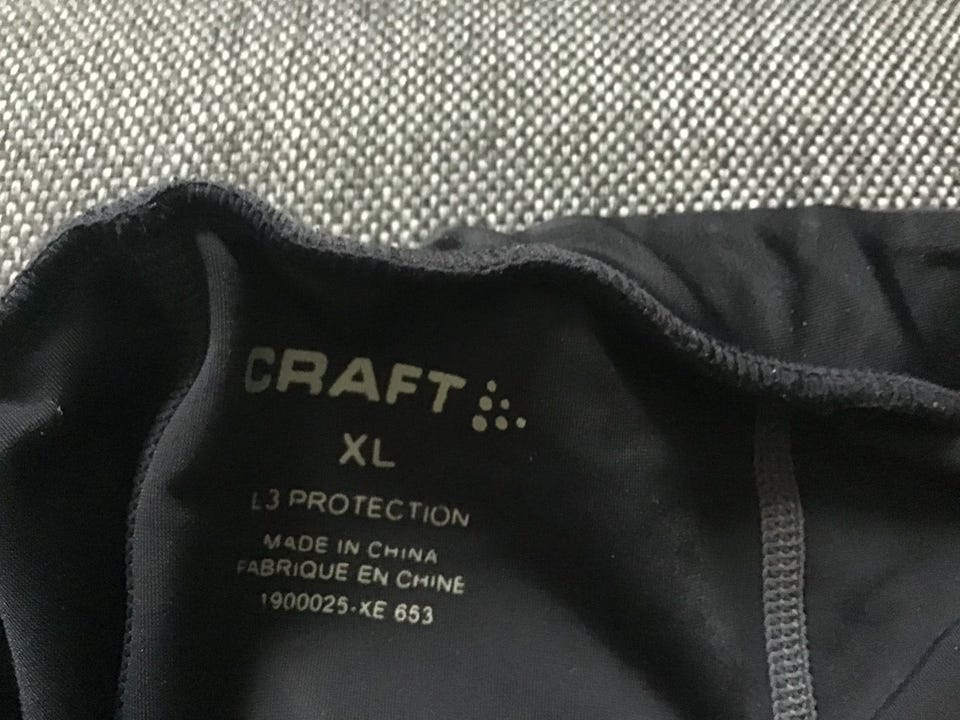 CRAFT
XL
L3 PROTECTION
MADE IN CHINA
FABRIQUE EN CHINE
1900025-XE 653